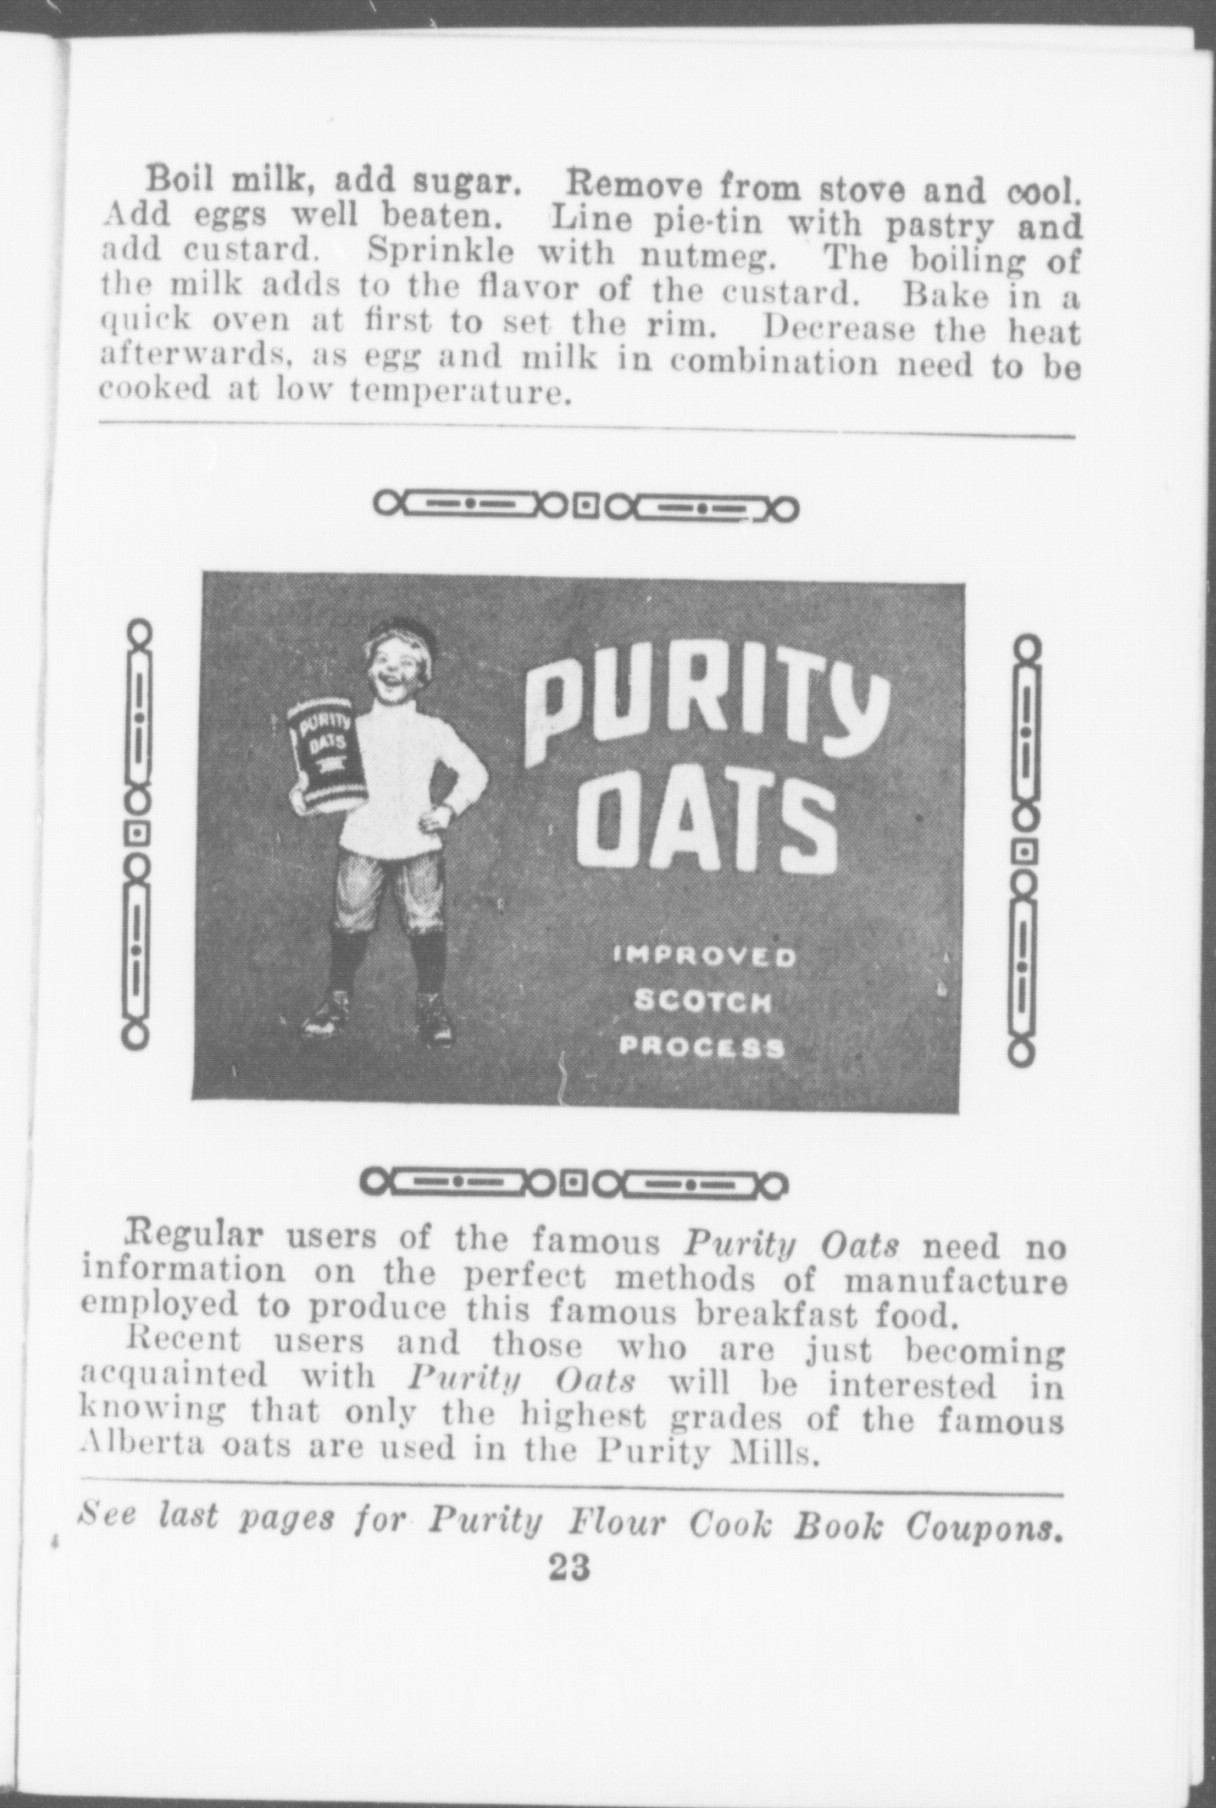 Boil milk, add sugar. Remove from stove and cool.
Add eggs well beaten. Line pie-tin with pastry and
add custard. Sprinkle with nutmeg. The boiling of
the milk adds to the flavor of the custard. Bake in a
quick oven at first to set the rim. Decrease the heat
afterwards, as egg and milk in combination need to be
cooked at low temperature.
PURITY
OATS
PURITY
OATS
IMPROVED
SCOTCH
PROCESS
Regular users of the famous Purity Oats need no
information on the perfect methods of manufacture
employed to produce this famous breakfast food.
Recent users and those who are just becoming
acquainted with Purity Oats will be interested in
knowing that only the highest grades of the famous
Alberta oats are used in the Purity Mills.
See last pages for Purity Flour Cook Book Coupons.
23